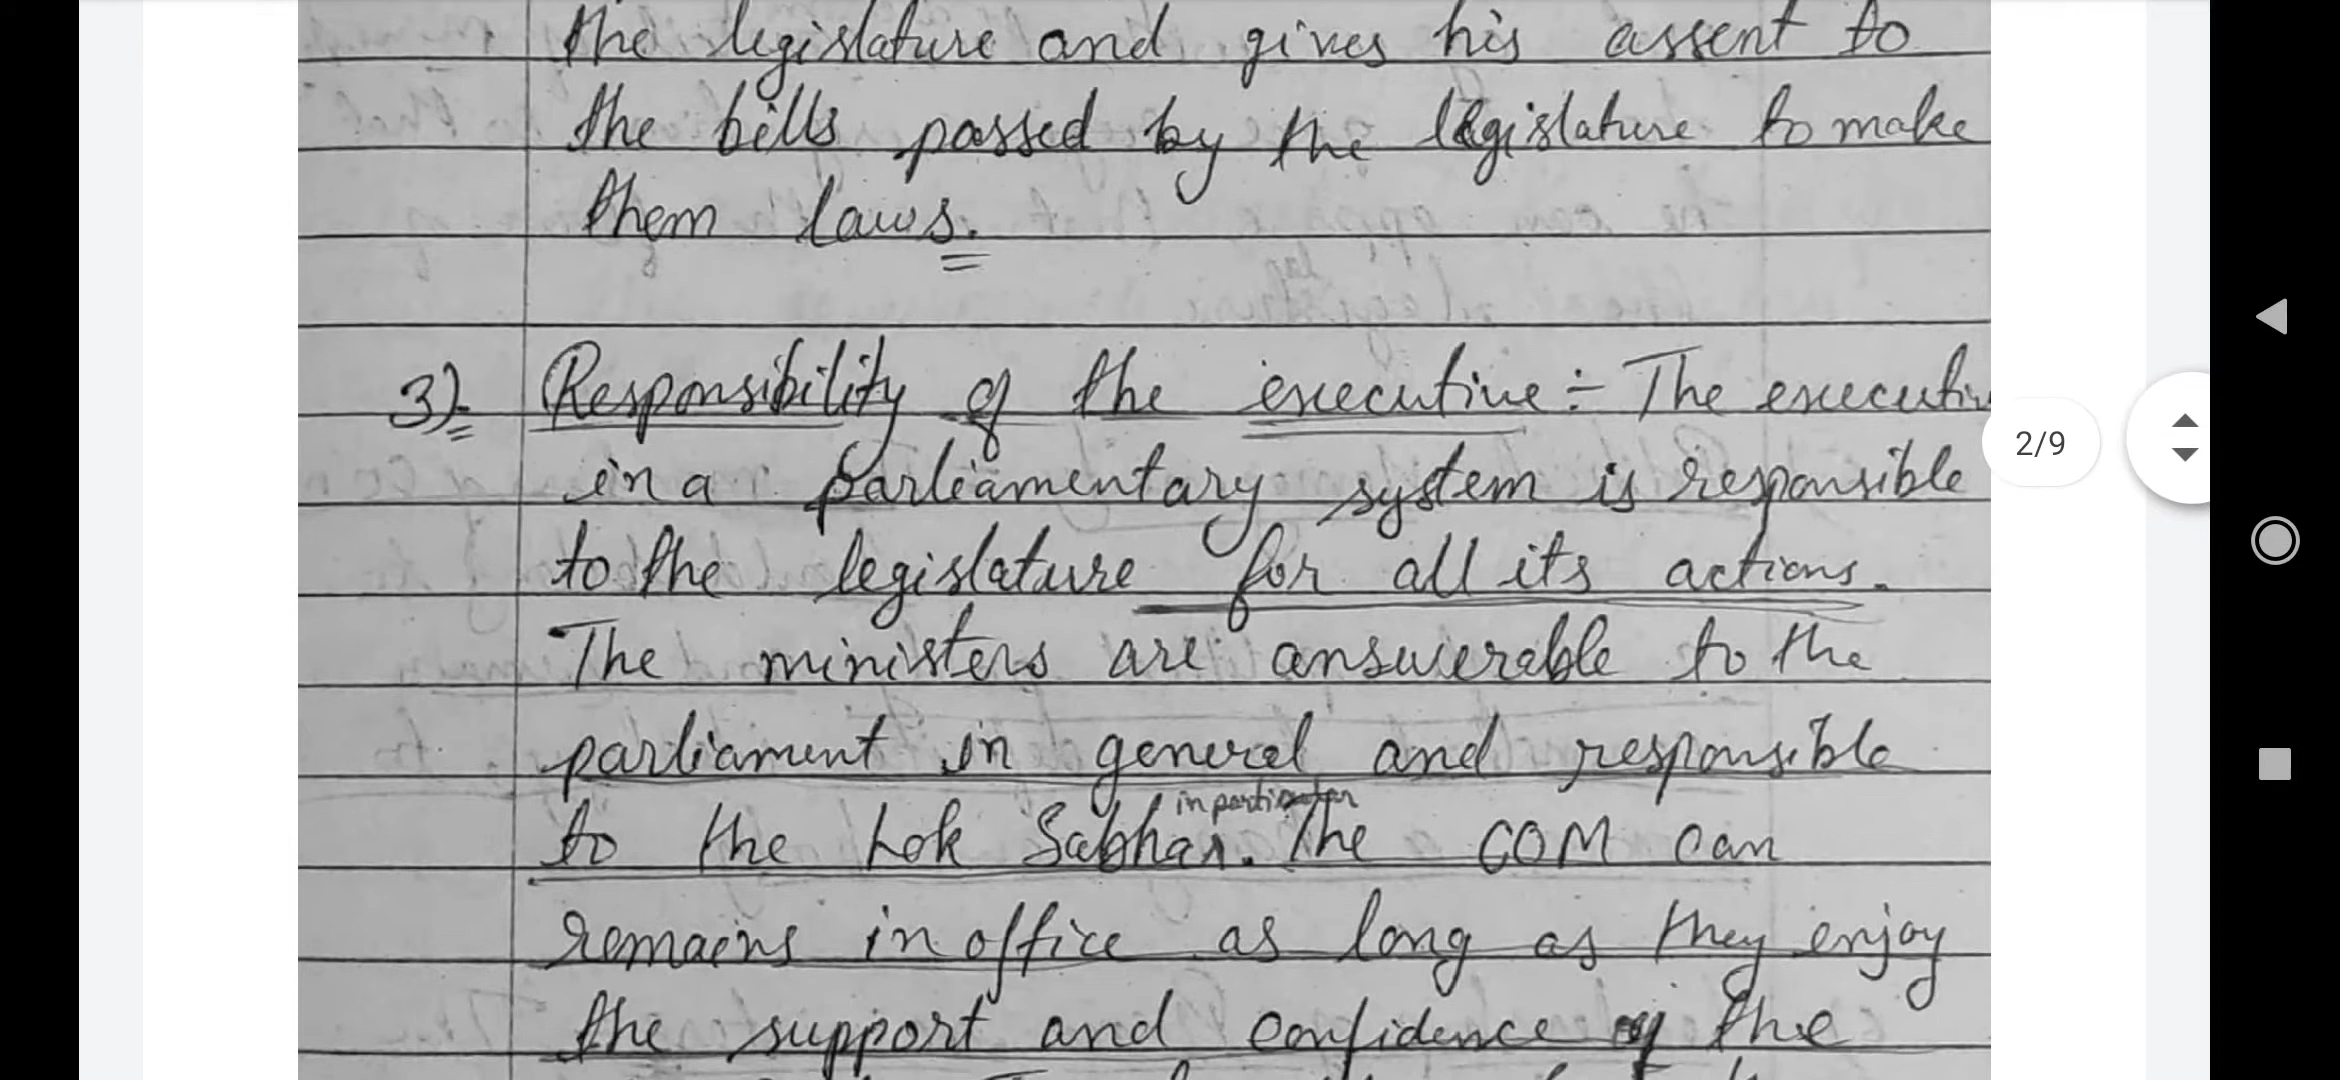 the legislature and gives his assent to
the bills passed by the legislature to make
them laws.
3) Responsibility of the executive :- The executive
in a parliamentary system is responsible
to the legislature for all its actions.
The ministers are answerable to the
parliament in general and responsible
in particular
to the Lok Sabha. The COM can
remains in office as long as they enjoy
the support and confidence of the
2/9